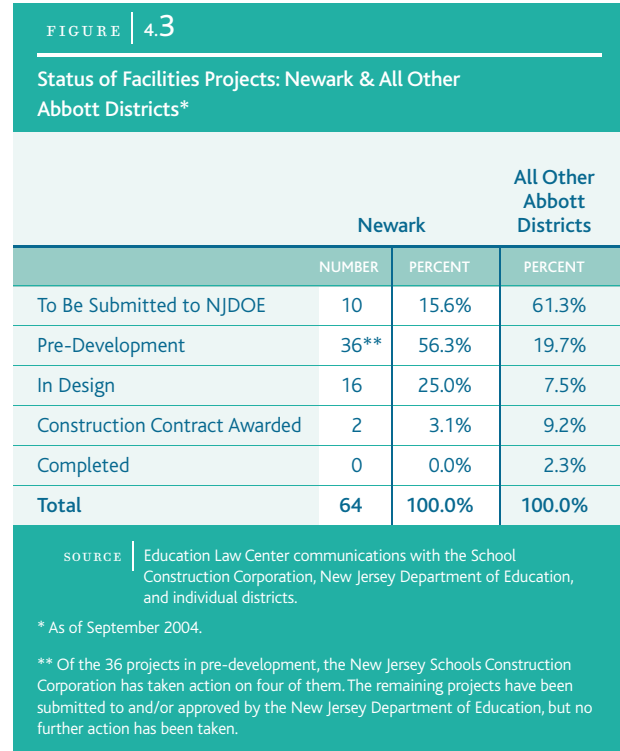 FIGURE 4.3
Status of Facilities Projects: Newark & All Other
Abbott Districts*
All Other
Abbott
Newark Districts
NUMBER PERCENT PERCENT
To Be Submitted to NJDOE 10 15.6% 61.3%
Pre-Development 36** 56.3% 19.7%
In Design 16 25.0% 7.5%
Construction Contract Awarded 2 3.1% 9.2%
Completed 0 0.0% 2.3%
Total 64 100.0% 100.0%
SOURCE Education Law Center communications with the School
Construction Corporation, New Jersey Department of Education,
and individual districts.
* As of September 2004.
** Of the 36 projects in pre-development, the New Jersey Schools Construction
Corporation has taken action on four of them. The remaining projects have been
submitted to and/or approved by the New Jersey Department of Education, but no
further action has been taken.